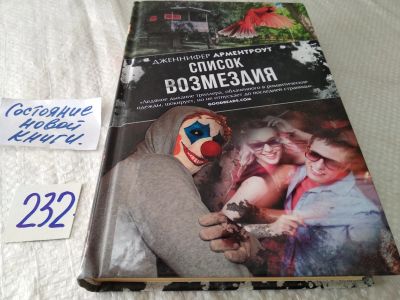 ДЖЕННИФЕР АРМЕНТРОУТ
СПИСОК
ВОЗМЕЗДИЯ
«Ледяное дыхание триллера, облаченного в романтические
одежды, шокирует, но не отпускает до последней страницы»
GOODREADS.COM
Состояние
новой
книги.
232